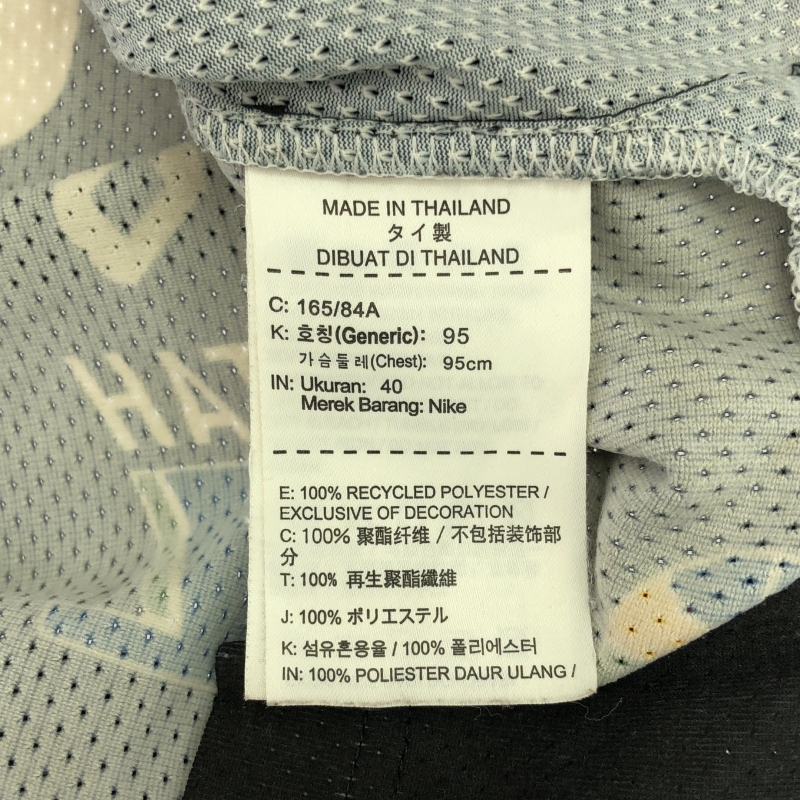 MADE IN THAILAND
タイ製
DIBUAT DI THAILAND
C: 165/84A
K: 호칭(Generic): 95
가슴둘레(Chest): 95cm
IN: Ukuran: 40
Merek Barang: Nike
E: 100% RECYCLED POLYESTER /
EXCLUSIVE OF DECORATION
C: 100% 聚酯纤维 / 不包括装饰部
分
T: 100% 再生聚酯纖維
J: 100% ポリエステル
K: 섬유혼용율 / 100% 폴리에스터
IN: 100% POLIESTER DAUR ULANG /